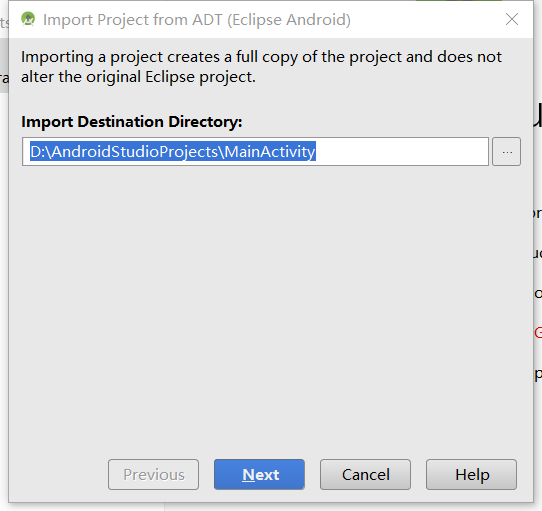 Import Project from ADT (Eclipse Android)
Importing a project creates a full copy of the project and does not
alter the original Eclipse project.
Import Destination Directory:
D:\AndroidStudioProjects\MainActivity
...
Previous
Next
Cancel
Help